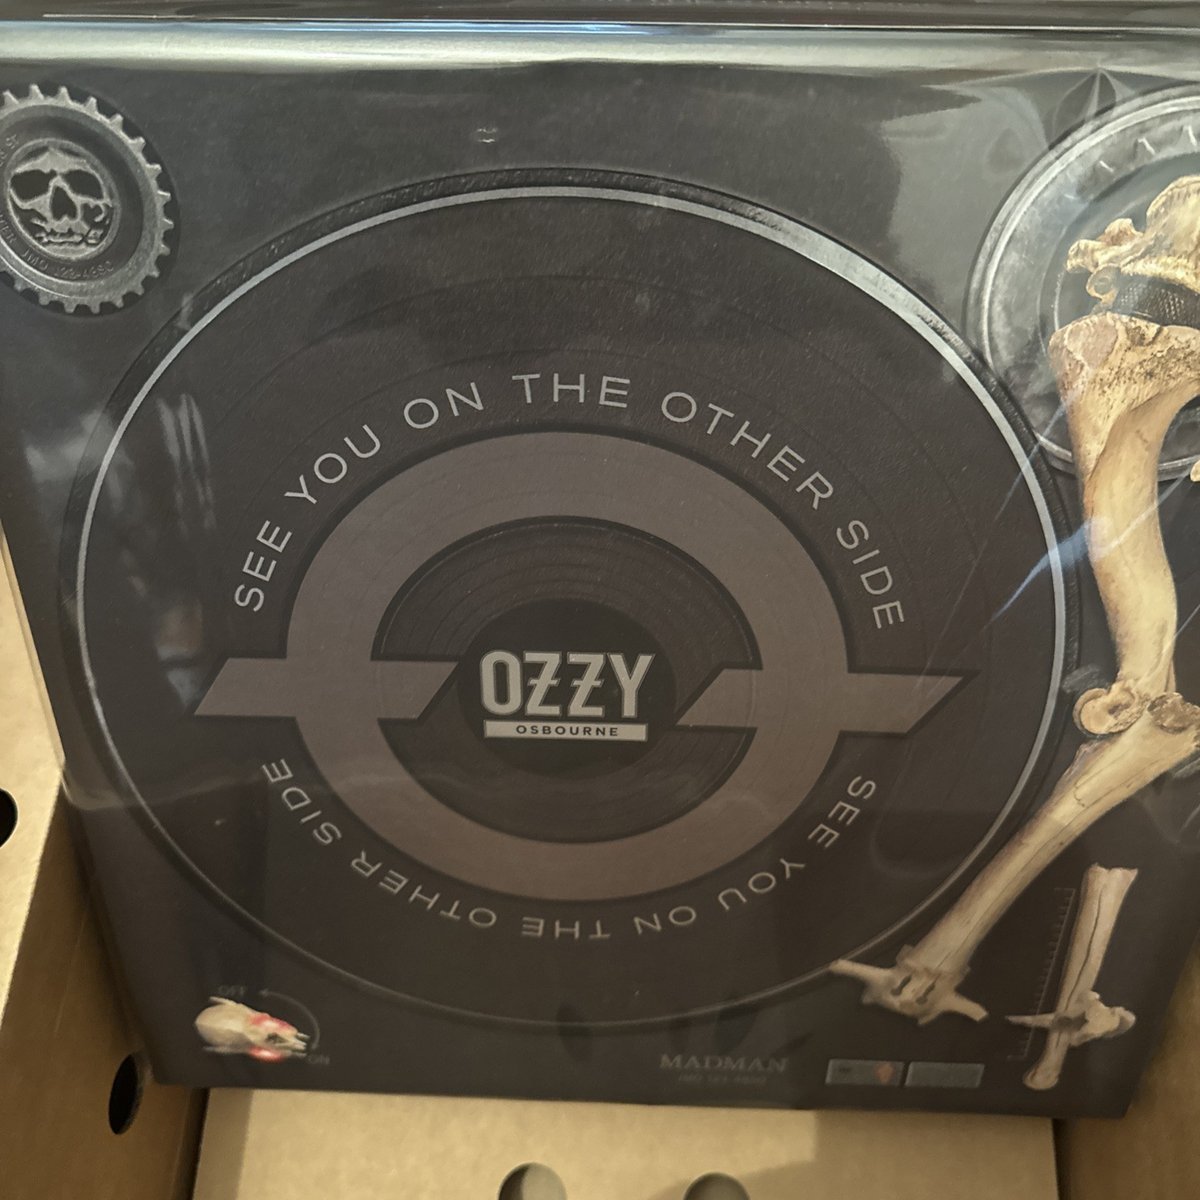 SEE YOU ON THE OTHER SIDE
OZZY
OSBOURNE
SEE YOU ON THE OTHER SIDE
OFF
ON
MADMAN